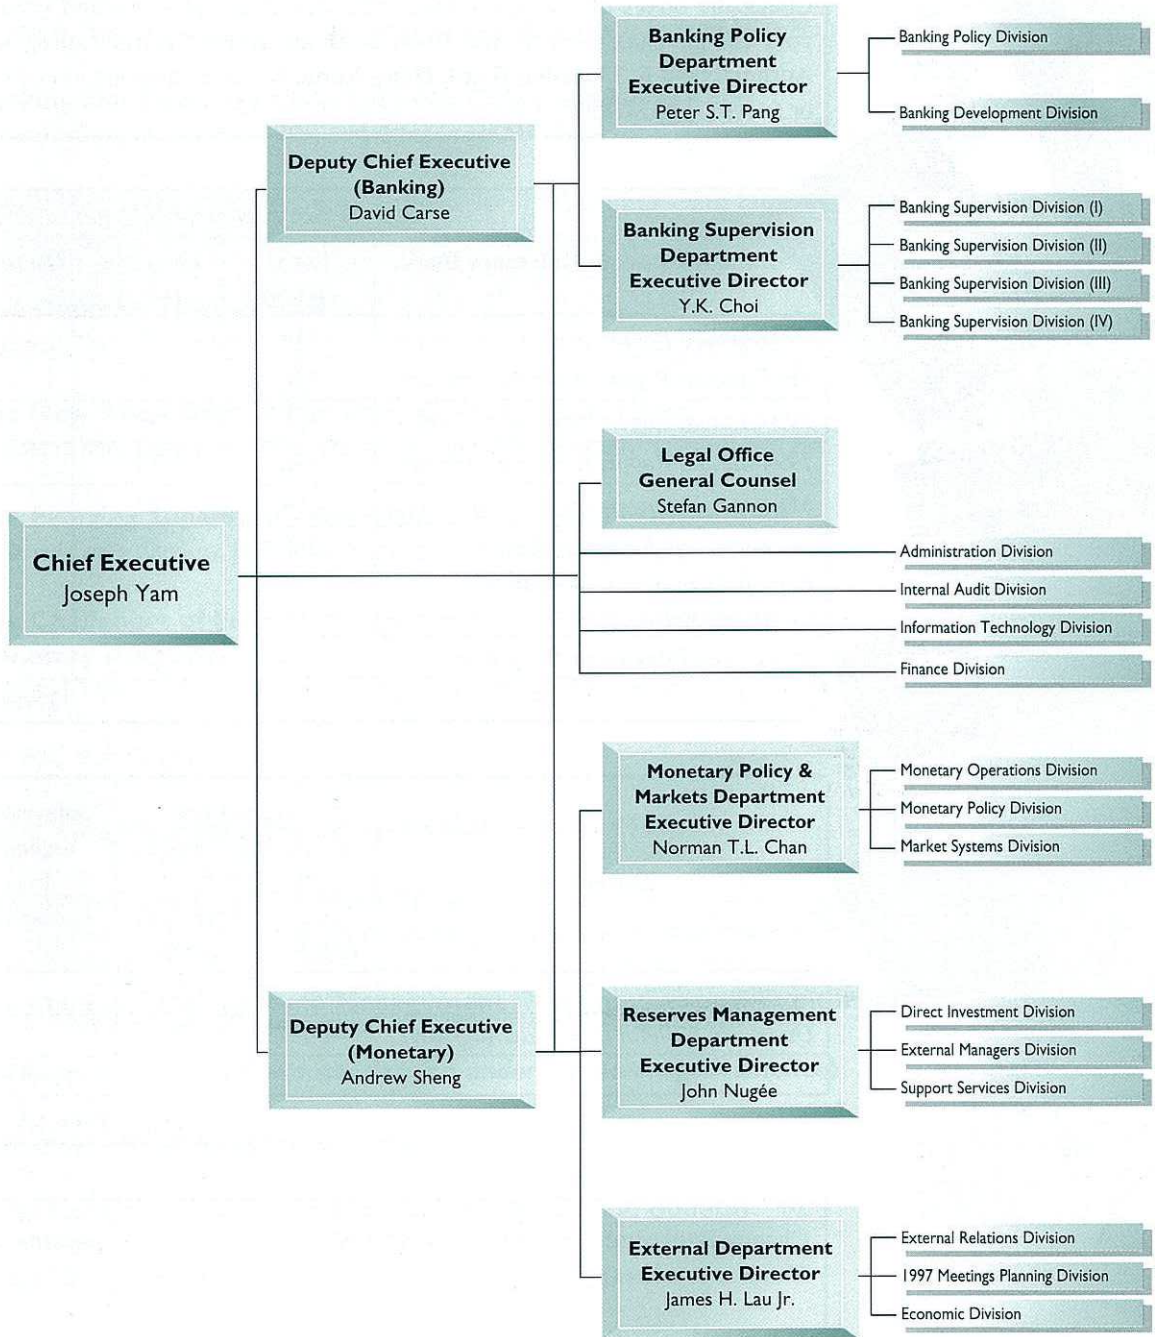 Chief Executive
Joseph Yam
Deputy Chief Executive
(Banking)
David Carse
Banking Policy
Department
Executive Director
Peter S.T. Pang
Banking Policy Division
Banking Development Division
Banking Supervision
Department
Executive Director
Y.K. Choi
Banking Supervision Division (I)
Banking Supervision Division (II)
Banking Supervision Division (III)
Banking Supervision Division (IV)
Legal Office
General Counsel
Stefan Gannon
Administration Division
Internal Audit Division
Information Technology Division
Finance Division
Deputy Chief Executive
(Monetary)
Andrew Sheng
Monetary Policy &
Markets Department
Executive Director
Norman T.L. Chan
Monetary Operations Division
Monetary Policy Division
Market Systems Division
Reserves Management
Department
Executive Director
John Nugée
Direct Investment Division
External Managers Division
Support Services Division
External Department
Executive Director
James H. Lau Jr.
External Relations Division
1997 Meetings Planning Division
Economic Division